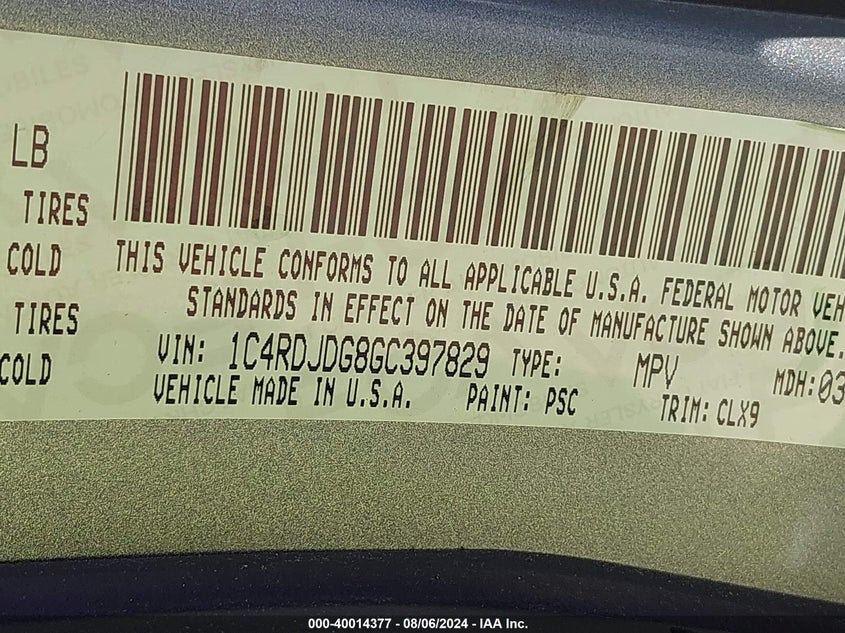 LB
TIRES
COLD
TIRES
COLD
THIS VEHICLE CONFORMS TO ALL APPLICABLE U.S.A. FEDERAL MOTOR VEH
STANDARDS IN EFFECT ON THE DATE OF MANUFACTURE SHOWN ABOVE.
VIN: 1C4RDJDG8GC397829 TYPE: MPV MDH:03
VEHICLE MADE IN U.S.A. PAINT: PSC TRIM: CLX9
000-40014377 - 08/06/2024 - IAA Inc.